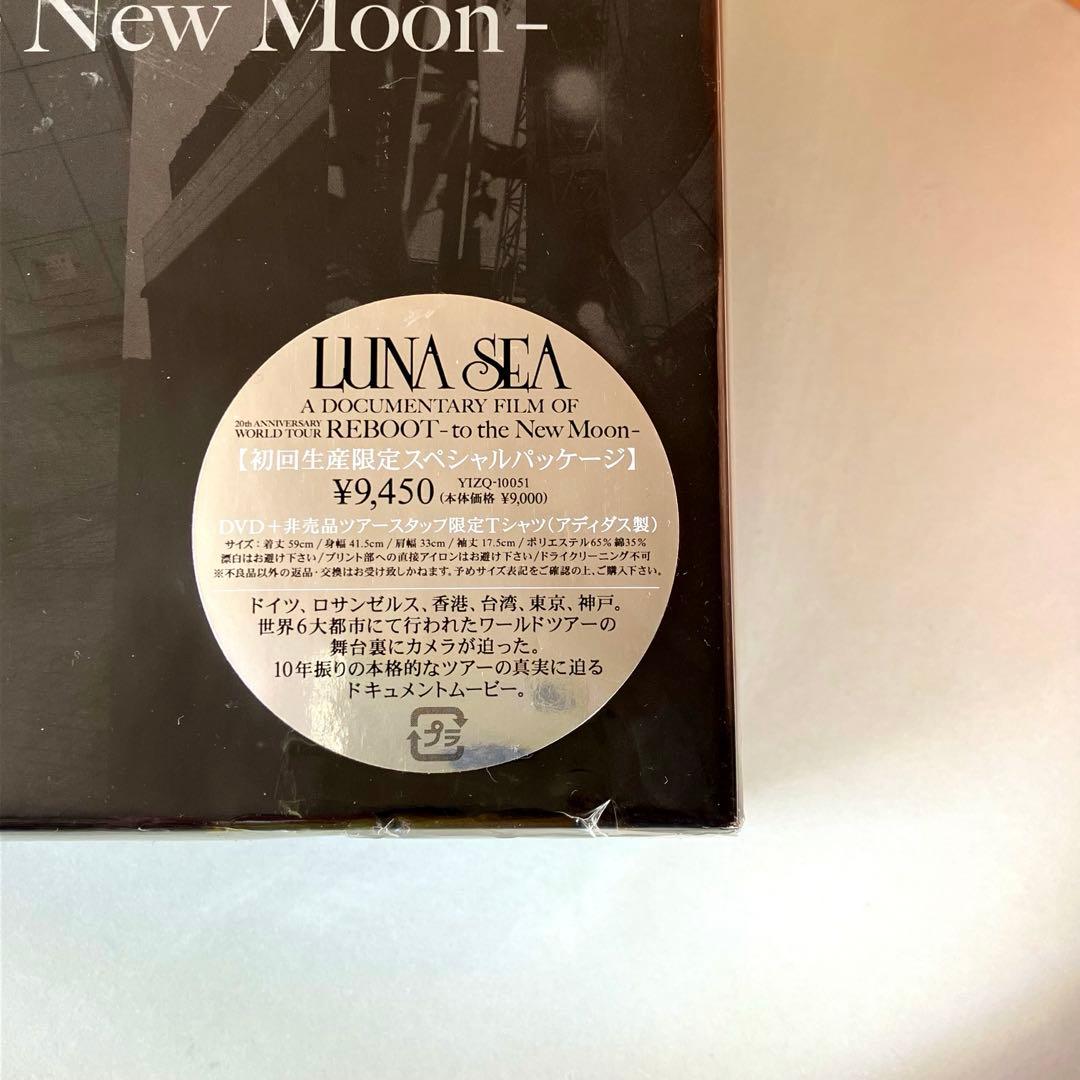 New Moon-
LUNA SEA
A DOCUMENTARY FILM OF
20th ANNIVERSARY
WORLD TOUR REBOOT -to the New Moon-
【初回生産限定スペシャルパッケージ】
YIZQ-10051
¥9,450 (本体価格 ¥9,000)
DVD+非売品ツアースタッフ限定Tシャツ(アディダス製)
サイズ:着丈 59cm / 身幅 41.5cm / 肩幅 33cm / 袖丈 17.5cm / ポリエステル65% 綿35%
漂白はお避け下さい/プリント部への直接アイロンはお避け下さい/ドライクリーニング不可
※不良品以外の返品・交換はお受け致しかねます。予めサイズ表記をご確認の上、ご購入下さい。
ドイツ、ロサンゼルス、香港、台湾、東京、神戸。
世界6大都市にて行われたワールドツアーの
舞台裏にカメラが迫った。
10年振りの本格的なツアーの真実に迫る
ドキュメントムービー。
プラ